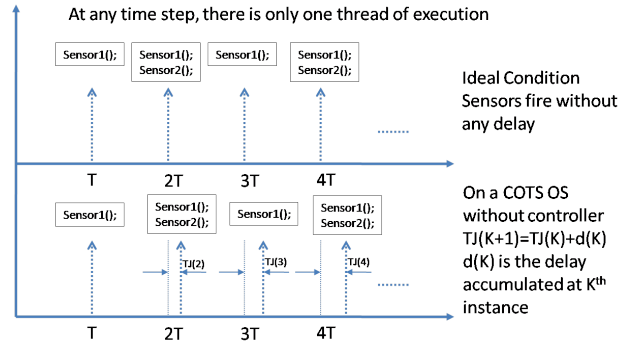 At any time step, there is only one thread of execution
Sensor1();
Sensor1();
Sensor2();
Sensor1();
Sensor1();
Sensor2();
Ideal Condition
Sensors fire without
any delay
T
2T
3T
4T
Sensor1();
Sensor1();
Sensor2();
Sensor1();
Sensor1();
Sensor2();
On a COTS OS
without controller
TJ(K+1)=TJ(K)+d(K)
d(K) is the delay
accumulated at Kth
instance
TJ(2)
TJ(3)
TJ(4)
T
2T
3T
4T